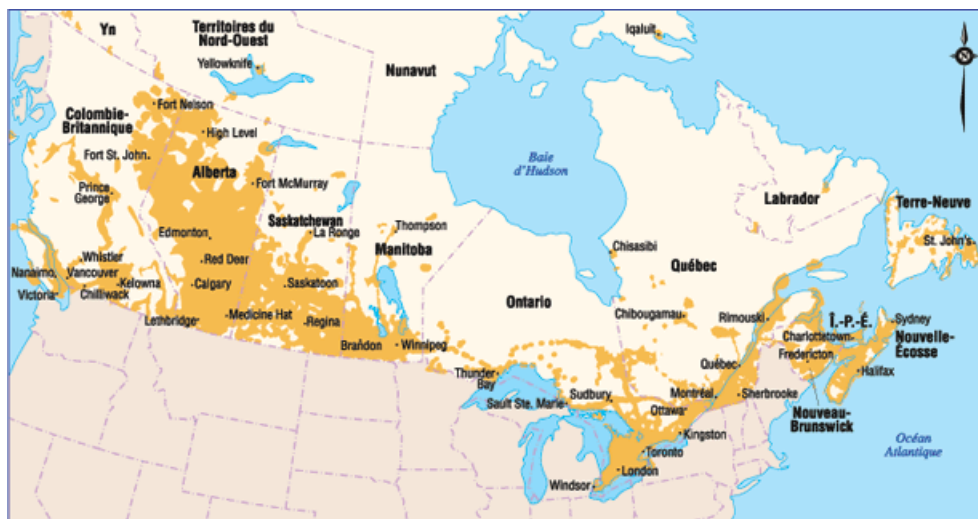 Yn
Territoires du
Nord-Ouest
Yellowknife
Nunavut
Iqaluit
N
Colombie-
Britannique
Fort Nelson
High Level
Fort St. John
Alberta
Fort McMurray
Prince
George
Saskatchewan
La Ronge
Thompson
Manitoba
Baie
d'Hudson
Labrador
Terre-Neuve
St. John's
Edmonton
Red Deer
Whistler
Nanaimo
Vancouver
Kelowna
Calgary
Saskatoon
Victoria
Chilliwack
Lethbridge
Medicine Hat
Regina
Brandon
Winnipeg
Chisasibi
Québec
Ontario
Chibougamau
Rimouski
Î.-P.-É.
Sydney
Charlottetown
Nouvelle-
Écosse
Fredericton
Halifax
Thunder
Bay
Québec
Sault Ste. Marie
Sudbury
Montréal
Sherbrooke
Ottawa
Nouveau-
Brunswick
Kingston
Toronto
London
Windsor
Océan
Atlantique